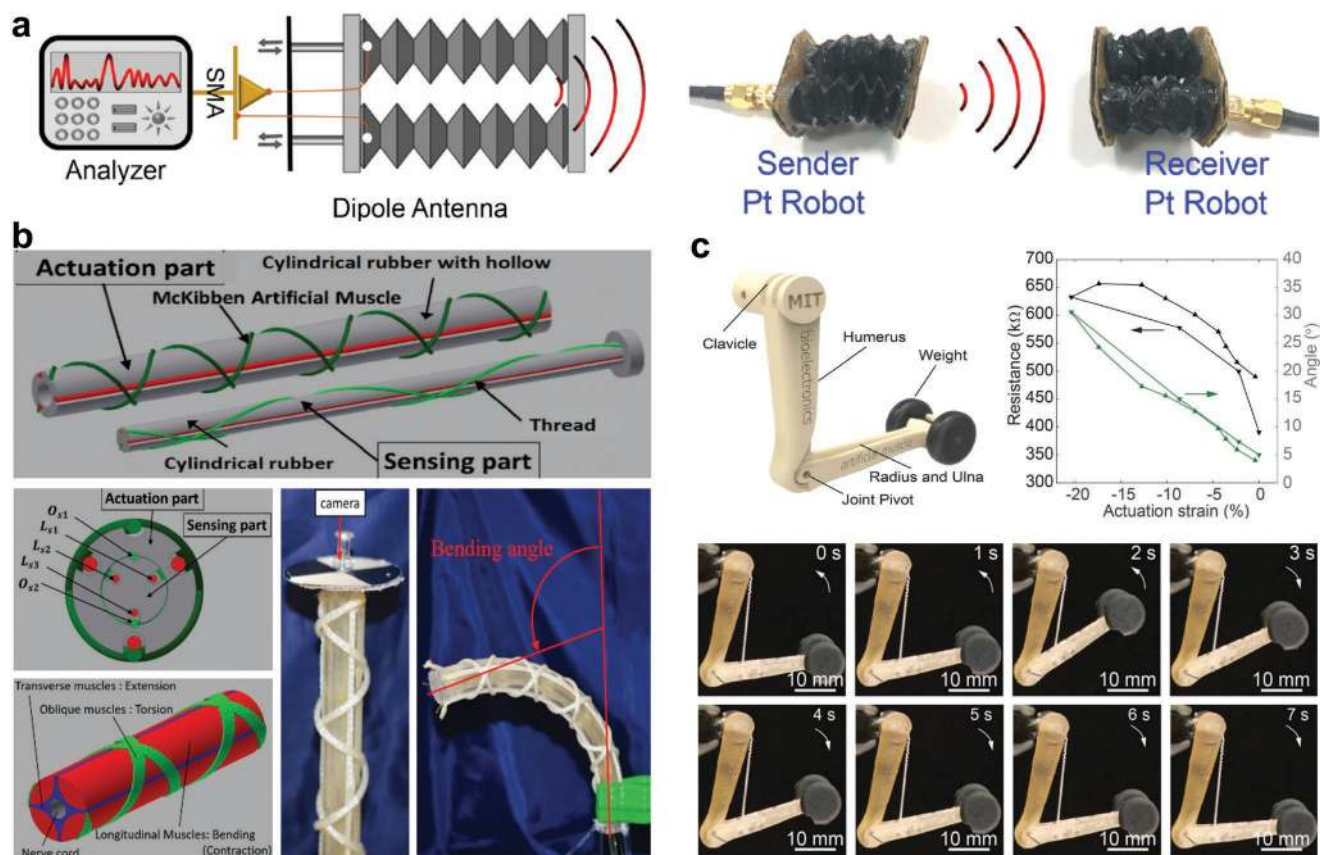 a
Analyzer
SMA
Dipole Antenna
Sender
Pt Robot
Receiver
Pt Robot
b
Actuation part
Cylindrical rubber with hollow
McKibben Artificial Muscle
Thread
Cylindrical rubber
Sensing part
Actuation part
Sensing part
Os1
Ls1
Ls2
Ls3
Os2
camera
Bending angle
Transverse muscles : Extension
Oblique muscles : Torsion
Longitudinal Muscles: Bending
(Contraction)
Nerve cord
c
MIT
Clavicle
bioelectronics
Humerus
Weight
artificial muscle
Radius and Ulna
Joint Pivot
Resistance (kΩ)
700
650
600
550
500
450
400
350
300
Angle (°)
40
35
30
25
20
15
10
5
0
-20
-15
-10
-5
0
Actuation strain (%)
0 s
10 mm
1 s
10 mm
2 s
10 mm
3 s
10 mm
4 s
10 mm
5 s
10 mm
6 s
10 mm
7 s
10 mm